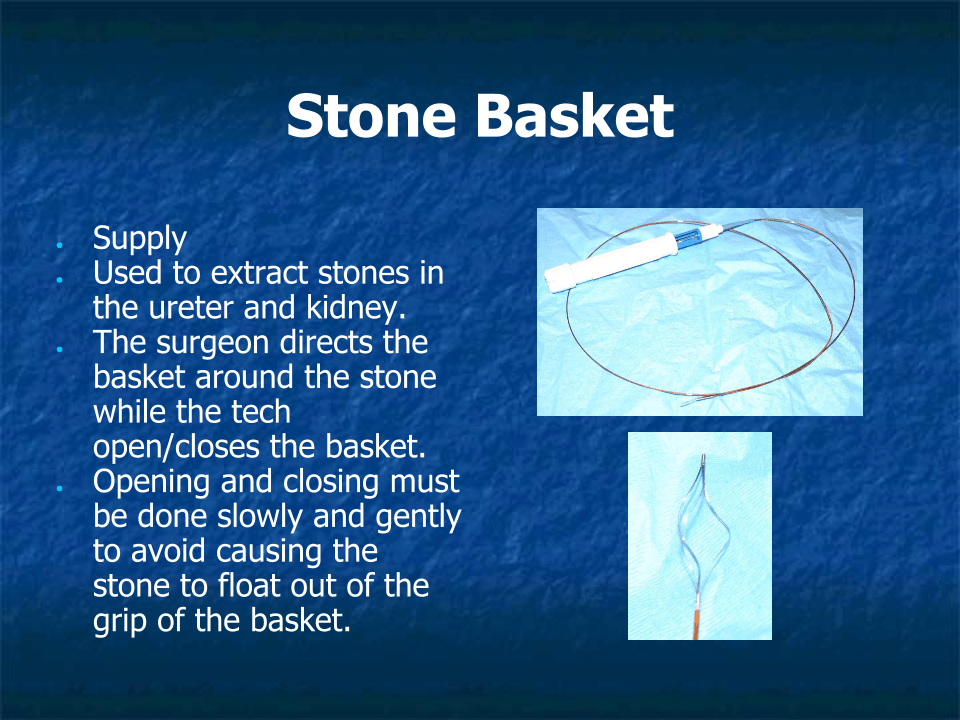 Stone Basket
Supply
Used to extract stones in
the ureter and kidney.
The surgeon directs the
basket around the stone
while the tech
open/closes the basket.
Opening and closing must
be done slowly and gently
to avoid causing the
stone to float out of the
grip of the basket.